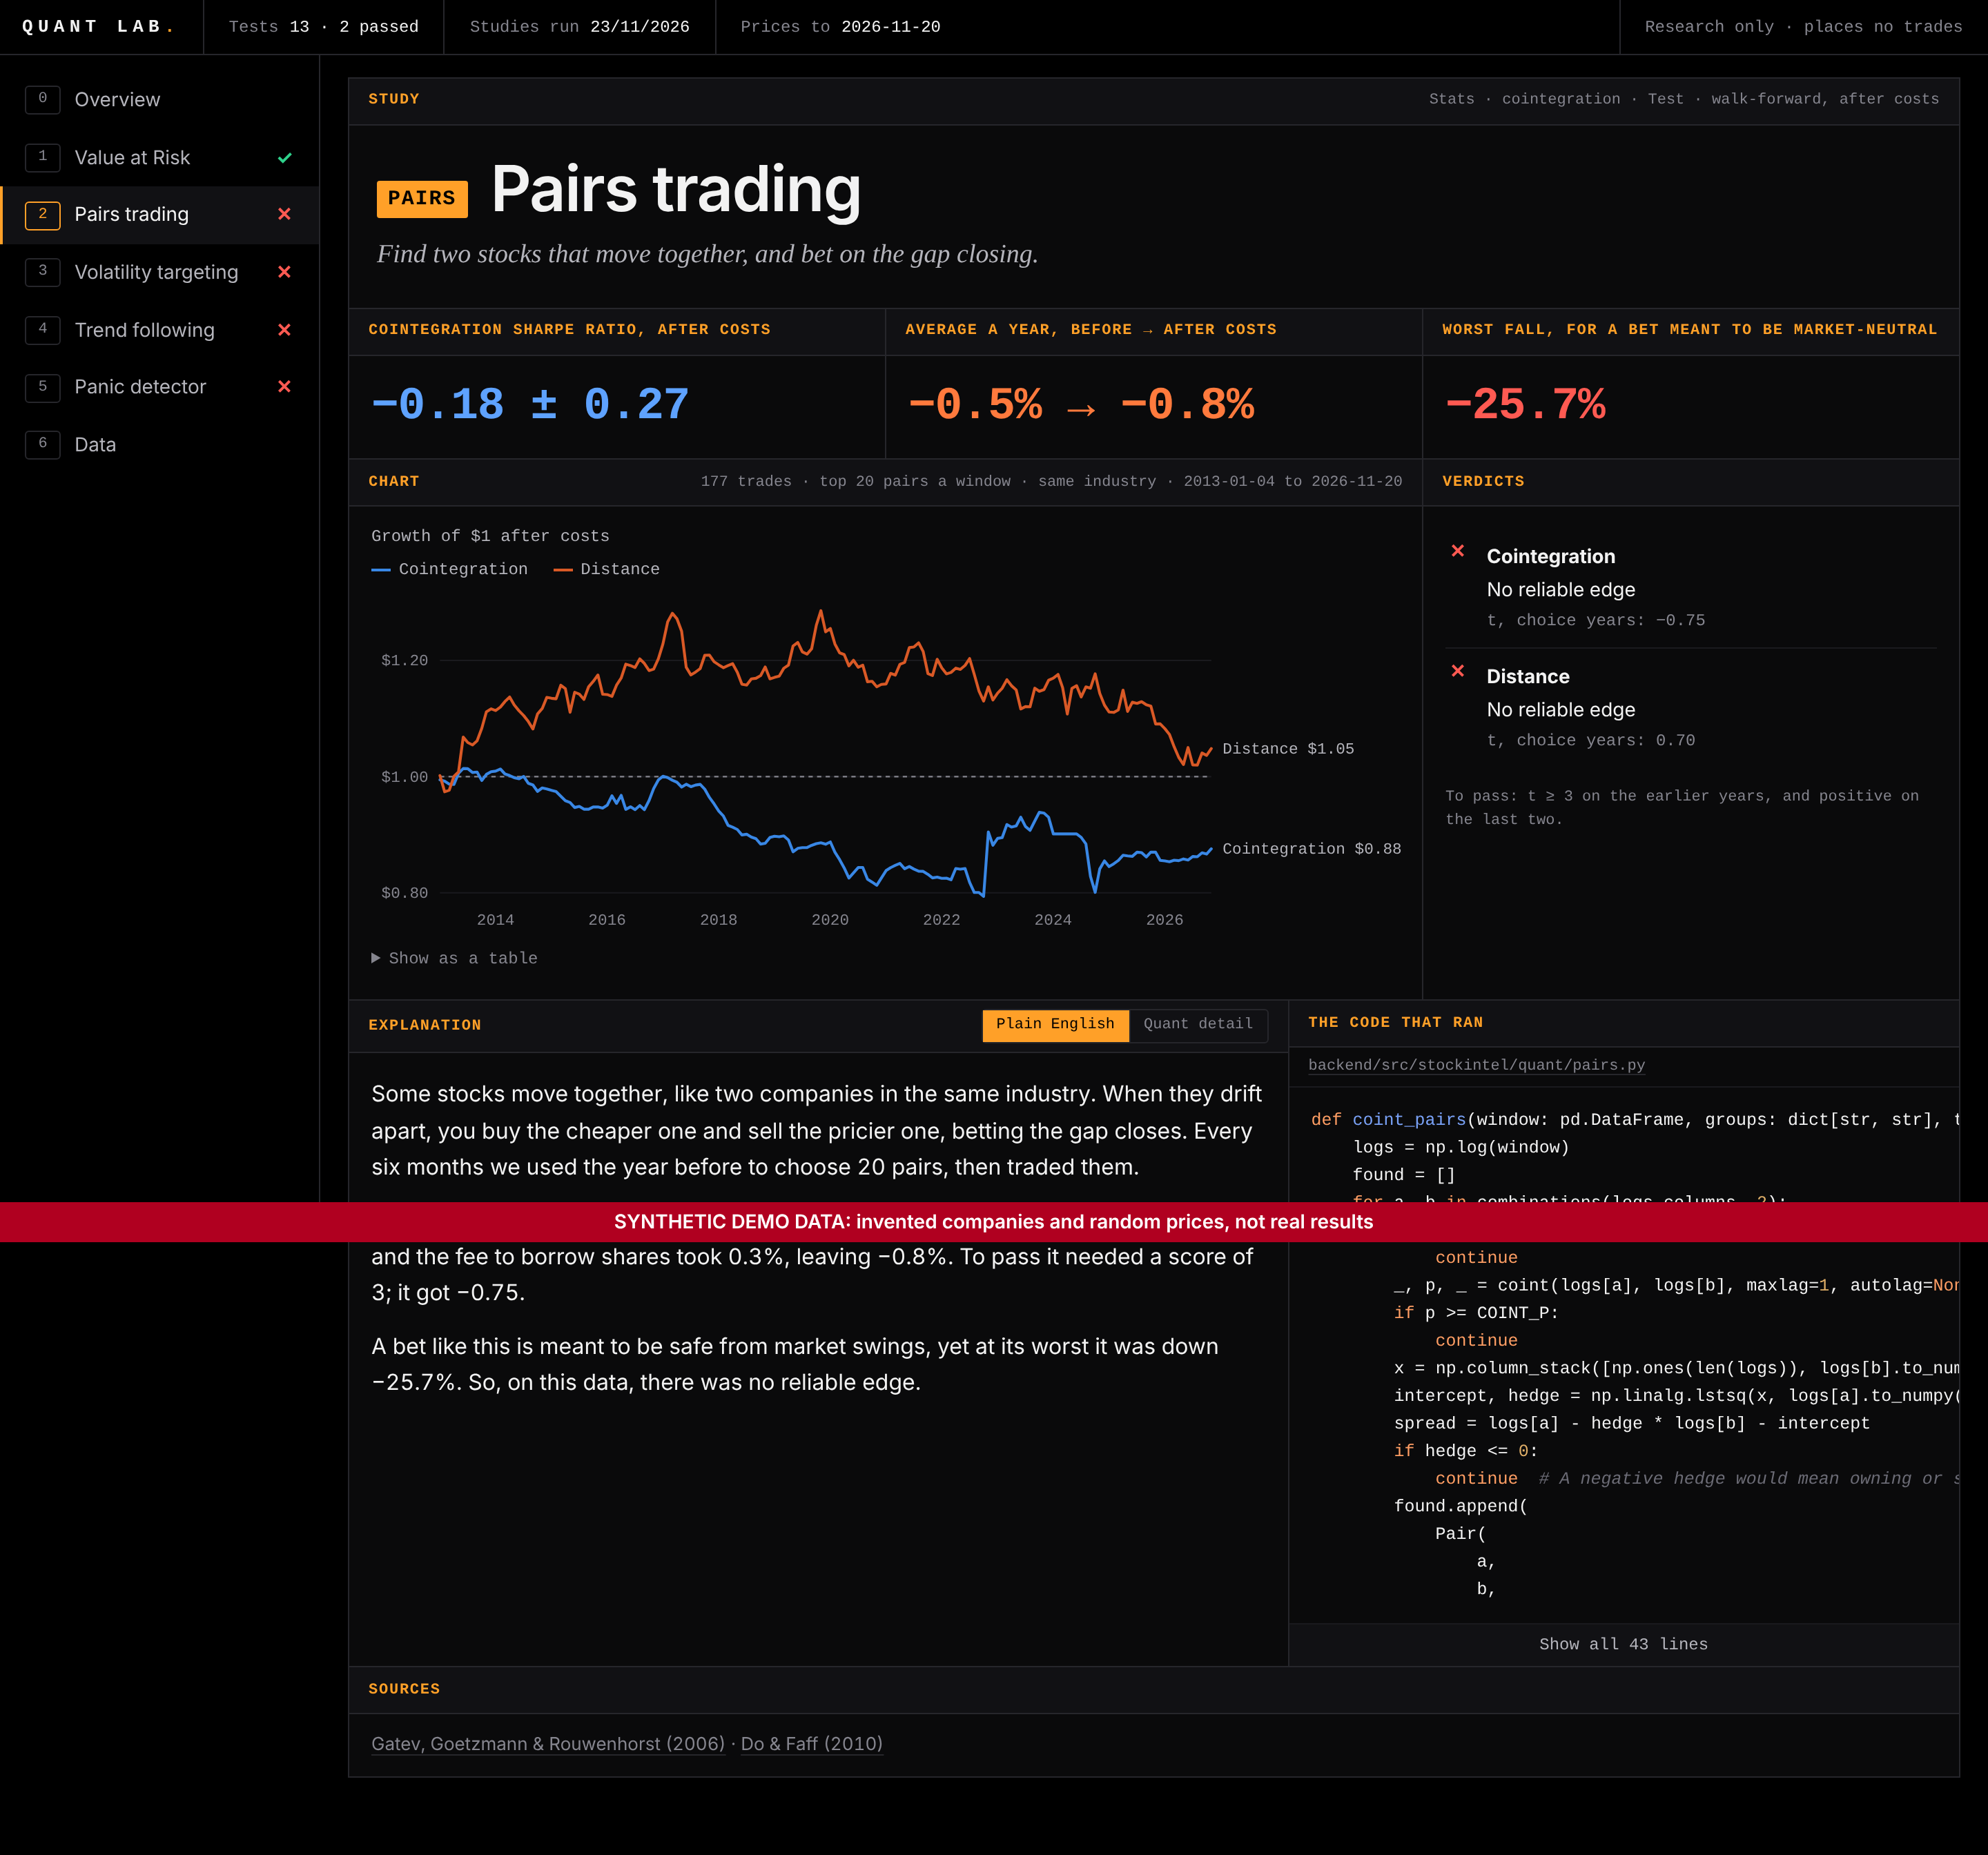 QUANT LAB.
Tests 13 · 2 passed
Studies run 23/11/2026
Prices to 2026-11-20
Research only · places no trades
0 Overview
1 Value at Risk ✓
2 Pairs trading ✕
3 Volatility targeting ✕
4 Trend following ✕
5 Panic detector ✕
6 Data
STUDY
Stats · cointegration · Test · walk-forward, after costs
PAIRS Pairs trading
Find two stocks that move together, and bet on the gap closing.
COINTEGRATION SHARPE RATIO, AFTER COSTS
−0.18 ± 0.27
AVERAGE A YEAR, BEFORE → AFTER COSTS
−0.5% → −0.8%
WORST FALL, FOR A BET MEANT TO BE MARKET-NEUTRAL
−25.7%
CHART
177 trades · top 20 pairs a window · same industry · 2013-01-04 to 2026-11-20
Growth of $1 after costs
Cointegration Distance
$1.20
$1.00
$0.80
Distance $1.05
Cointegration $0.88
2014 2016 2018 2020 2022 2024 2026
▶ Show as a table
VERDICTS
✕ Cointegration
No reliable edge
t, choice years: −0.75
✕ Distance
No reliable edge
t, choice years: 0.70
To pass: t ≥ 3 on the earlier years, and positive on
the last two.
EXPLANATION
Plain English Quant detail
Some stocks move together, like two companies in the same industry. When they drift
apart, you buy the cheaper one and sell the pricier one, betting the gap closes. Every
six months we used the year before to choose 20 pairs, then traded them.
SYNTHETIC DEMO DATA: invented companies and random prices, not real results
and the fee to borrow shares took 0.3%, leaving −0.8%. To pass it needed a score of
3; it got −0.75.
A bet like this is meant to be safe from market swings, yet at its worst it was down
−25.7%. So, on this data, there was no reliable edge.
THE CODE THAT RAN
backend/src/stockintel/quant/pairs.py
def coint_pairs(window: pd.DataFrame, groups: dict[str, str], t
logs = np.log(window)
found = []
for a, b in combinations(logs.columns, 2):
continue
_, p, _ = coint(logs[a], logs[b], maxlag=1, autolag=Non
if p >= COINT_P:
continue
x = np.column_stack([np.ones(len(logs)), logs[b].to_num
intercept, hedge = np.linalg.lstsq(x, logs[a].to_numpy(
spread = logs[a] - hedge * logs[b] - intercept
if hedge <= 0:
continue # A negative hedge would mean owning or s
found.append(
Pair(
a,
b,
Show all 43 lines
SOURCES
Gatev, Goetzmann & Rouwenhorst (2006) · Do & Faff (2010)